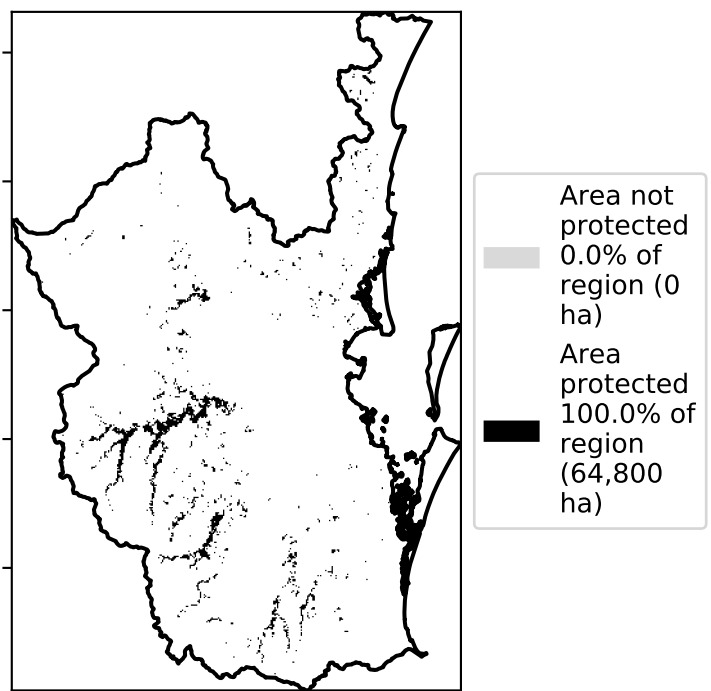 Area not
protected
0.0% of
region (0
ha)
Area
protected
100.0% of
region
(64,800
ha)